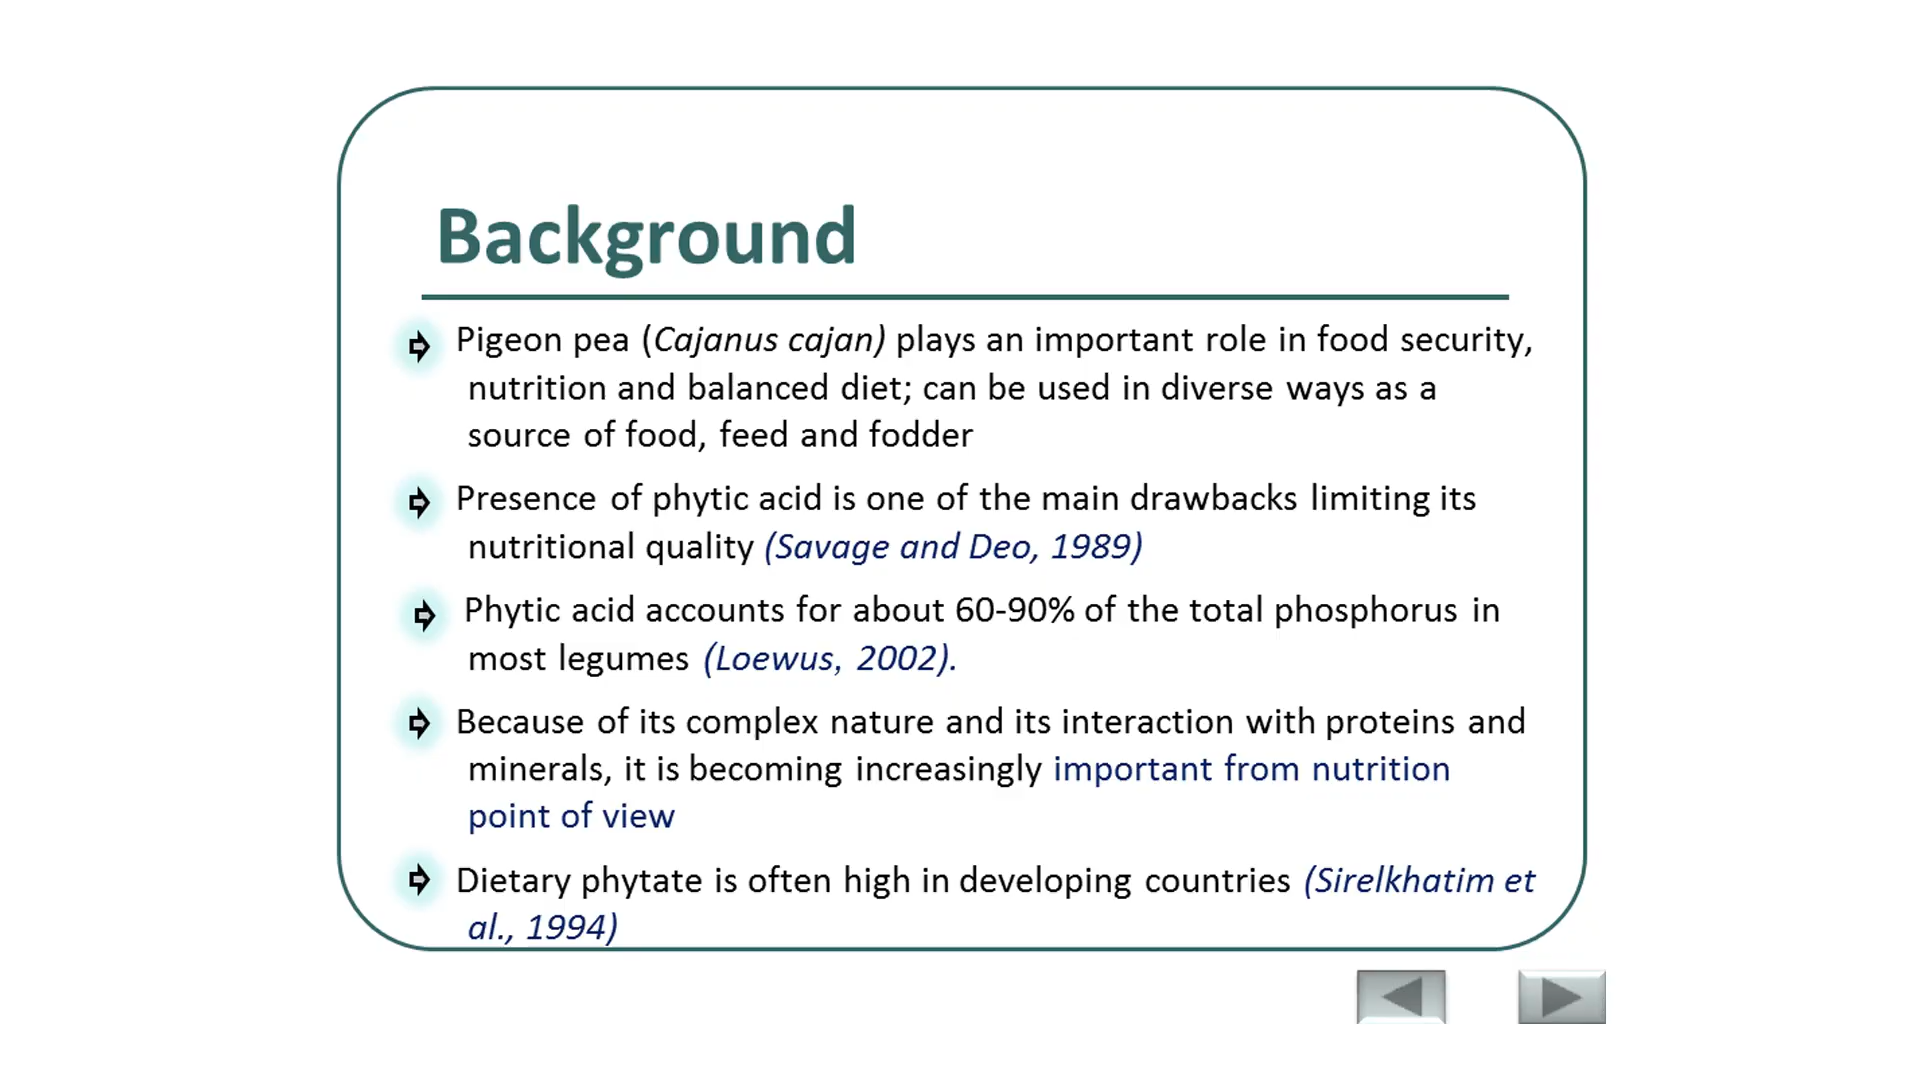 Background
Pigeon pea (Cajanus cajan) plays an important role in food security,
nutrition and balanced diet; can be used in diverse ways as a
source of food, feed and fodder
Presence of phytic acid is one of the main drawbacks limiting its
nutritional quality (Savage and Deo, 1989)
Phytic acid accounts for about 60-90% of the total phosphorus in
most legumes (Loewus, 2002).
Because of its complex nature and its interaction with proteins and
minerals, it is becoming increasingly important from nutrition
point of view
Dietary phytate is often high in developing countries (Sirelkhatim et
al., 1994)